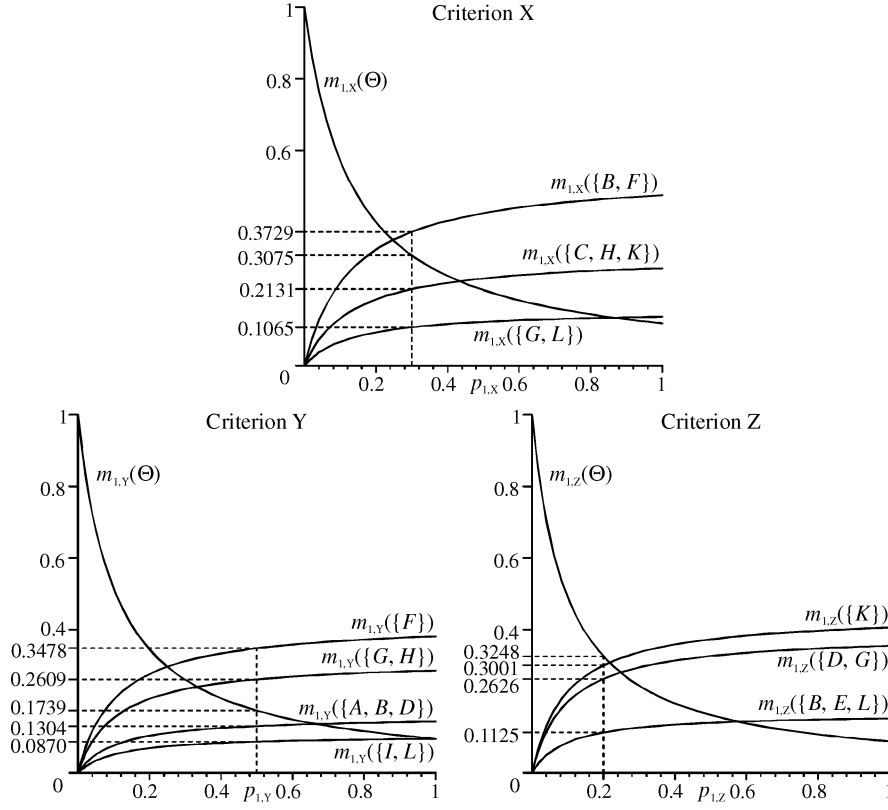 Criterion X
1
0.8
m1,X(Θ)
0.6
m1,X({B, F})
0.3729
0.3075
m1,X({C, H, K})
0.2131
0.1065
m1,X({G, L})
0
0.2 0.4 p1,X 0.6 0.8 1
Criterion Y
1
m1,Y(Θ)
0.8
0.6
0.4
m1,Y({F})
0.3478
m1,Y({G, H})
0.2609
0.1739
m1,Y({A, B, D})
0.1304
0.0870
m1,Y({I, L})
0
0.2 0.4 p1,Y 0.6 0.8 1
Criterion Z
1
m1,Z(Θ)
0.8
0.6
0.4
m1,Z({K})
0.3248
0.3001
m1,Z({D, G})
0.2626
m1,Z({B, E, L})
0.1125
0
0.2 0.4 p1,Z 0.6 0.8 1